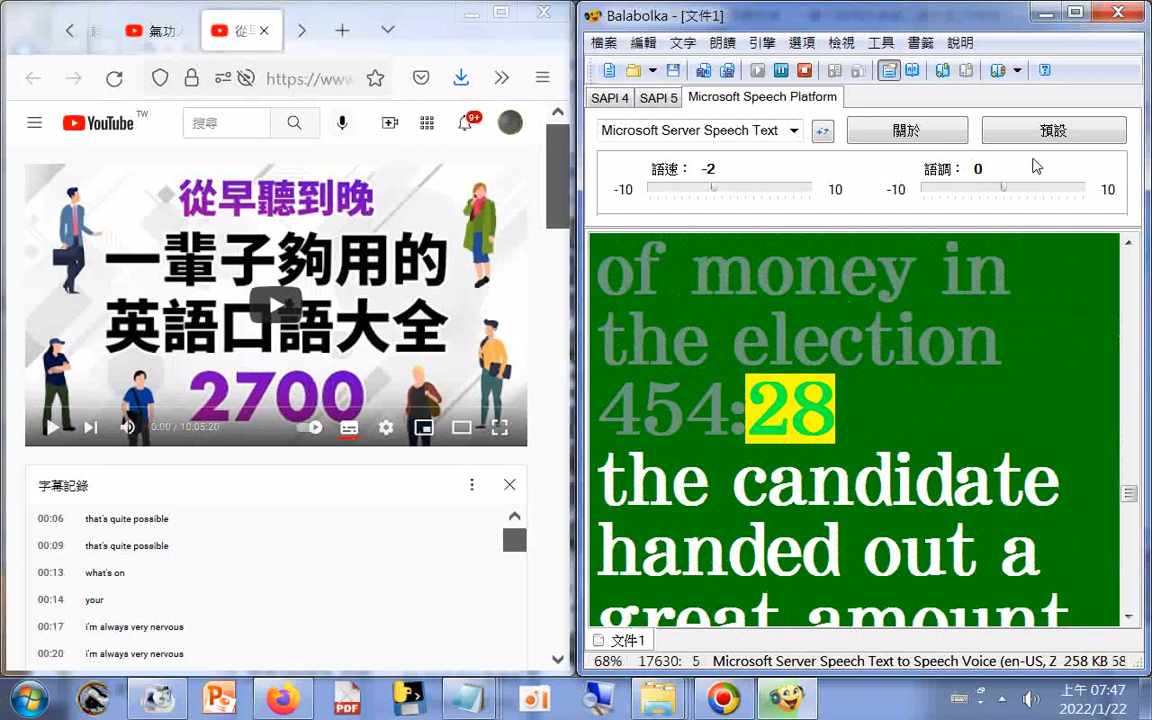 氣功
從
https://www
YouTube TW
搜尋
9+
從早聽到晚
一輩子夠用的
英語口語大全
2700
0:00 / 10:05:20
字幕記錄
00:06 that's quite possible
00:09 that's quite possible
00:13 what's on
00:14 your
00:17 i'm always very nervous
00:20 i'm always very nervous
Balabolka - [文件1]
檔案 編輯 文字 朗讀 引擎 選項 檢視 工具 書籤 說明
SAPI 4 SAPI 5 Microsoft Speech Platform
Microsoft Server Speech Text 關於 預設
語速： -2 語調： 0
-10 10 -10 10
of money in
the election
454:28
the candidate
handed out a
great amount
文件1
68% 17630: 5 Microsoft Server Speech Text to Speech Voice (en-US, Z 258 KB 58
PDF
上午 07:47
2022/1/22